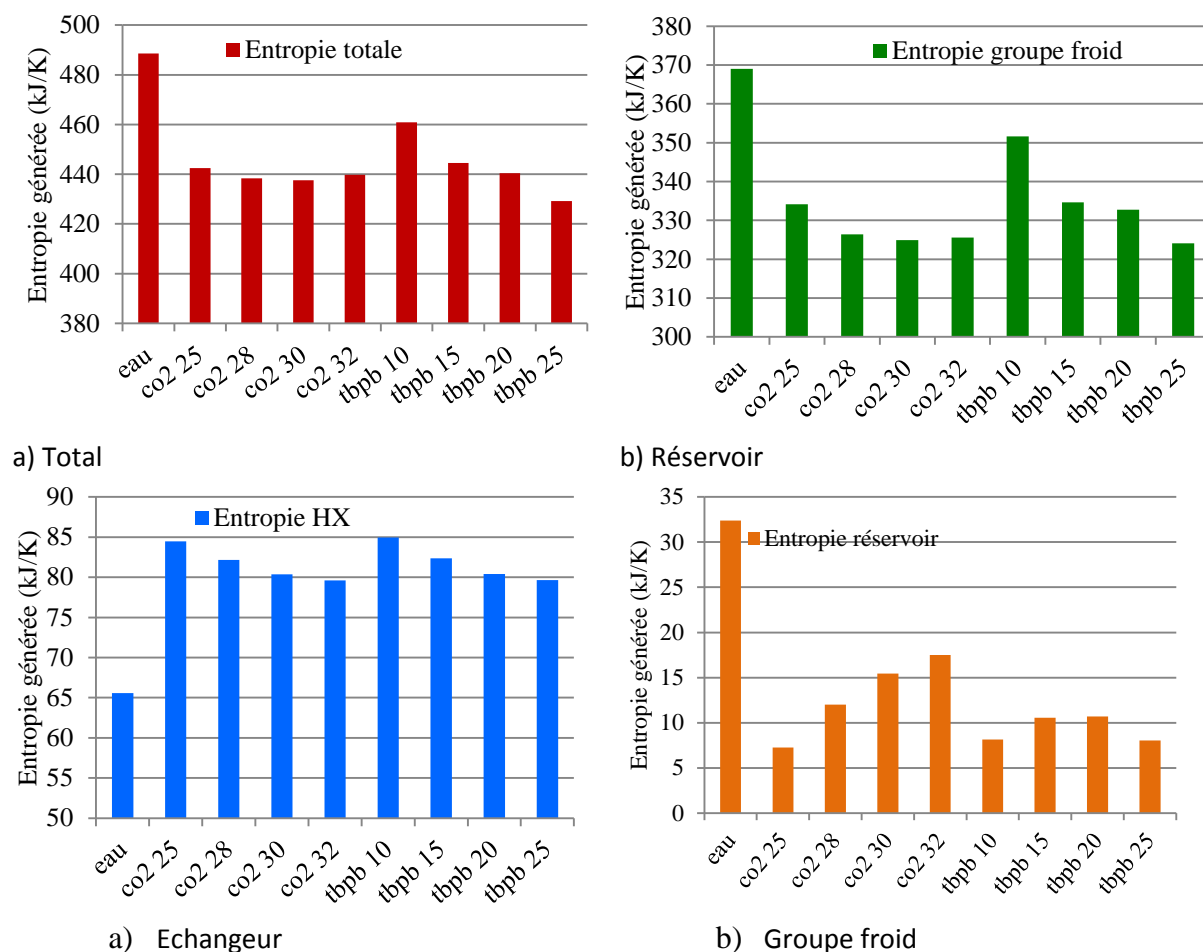 Entropie générée (kJ/K)
500
480
460
440
420
400
380
Entropie totale
eau
co2 25
co2 28
co2 30
co2 32
tbpb 10
tbpb 15
tbpb 20
tbpb 25
a) Total
Entropie générée (kJ/K)
380
370
360
350
340
330
320
310
300
Entropie groupe froid
eau
co2 25
co2 28
co2 30
co2 32
tbpb 10
tbpb 15
tbpb 20
tbpb 25
b) Réservoir
Entropie générée (kJ/K)
90
85
80
75
70
65
60
55
50
Entropie HX
eau
co2 25
co2 28
co2 30
co2 32
tbpb 10
tbpb 15
tbpb 20
tbpb 25
a) Echangeur
Entropie générée (kJ/K)
35
30
25
20
15
10
5
0
Entropie réservoir
eau
co2 25
co2 28
co2 30
co2 32
tbpb 10
tbpb 15
tbpb 20
tbpb 25
b) Groupe froid